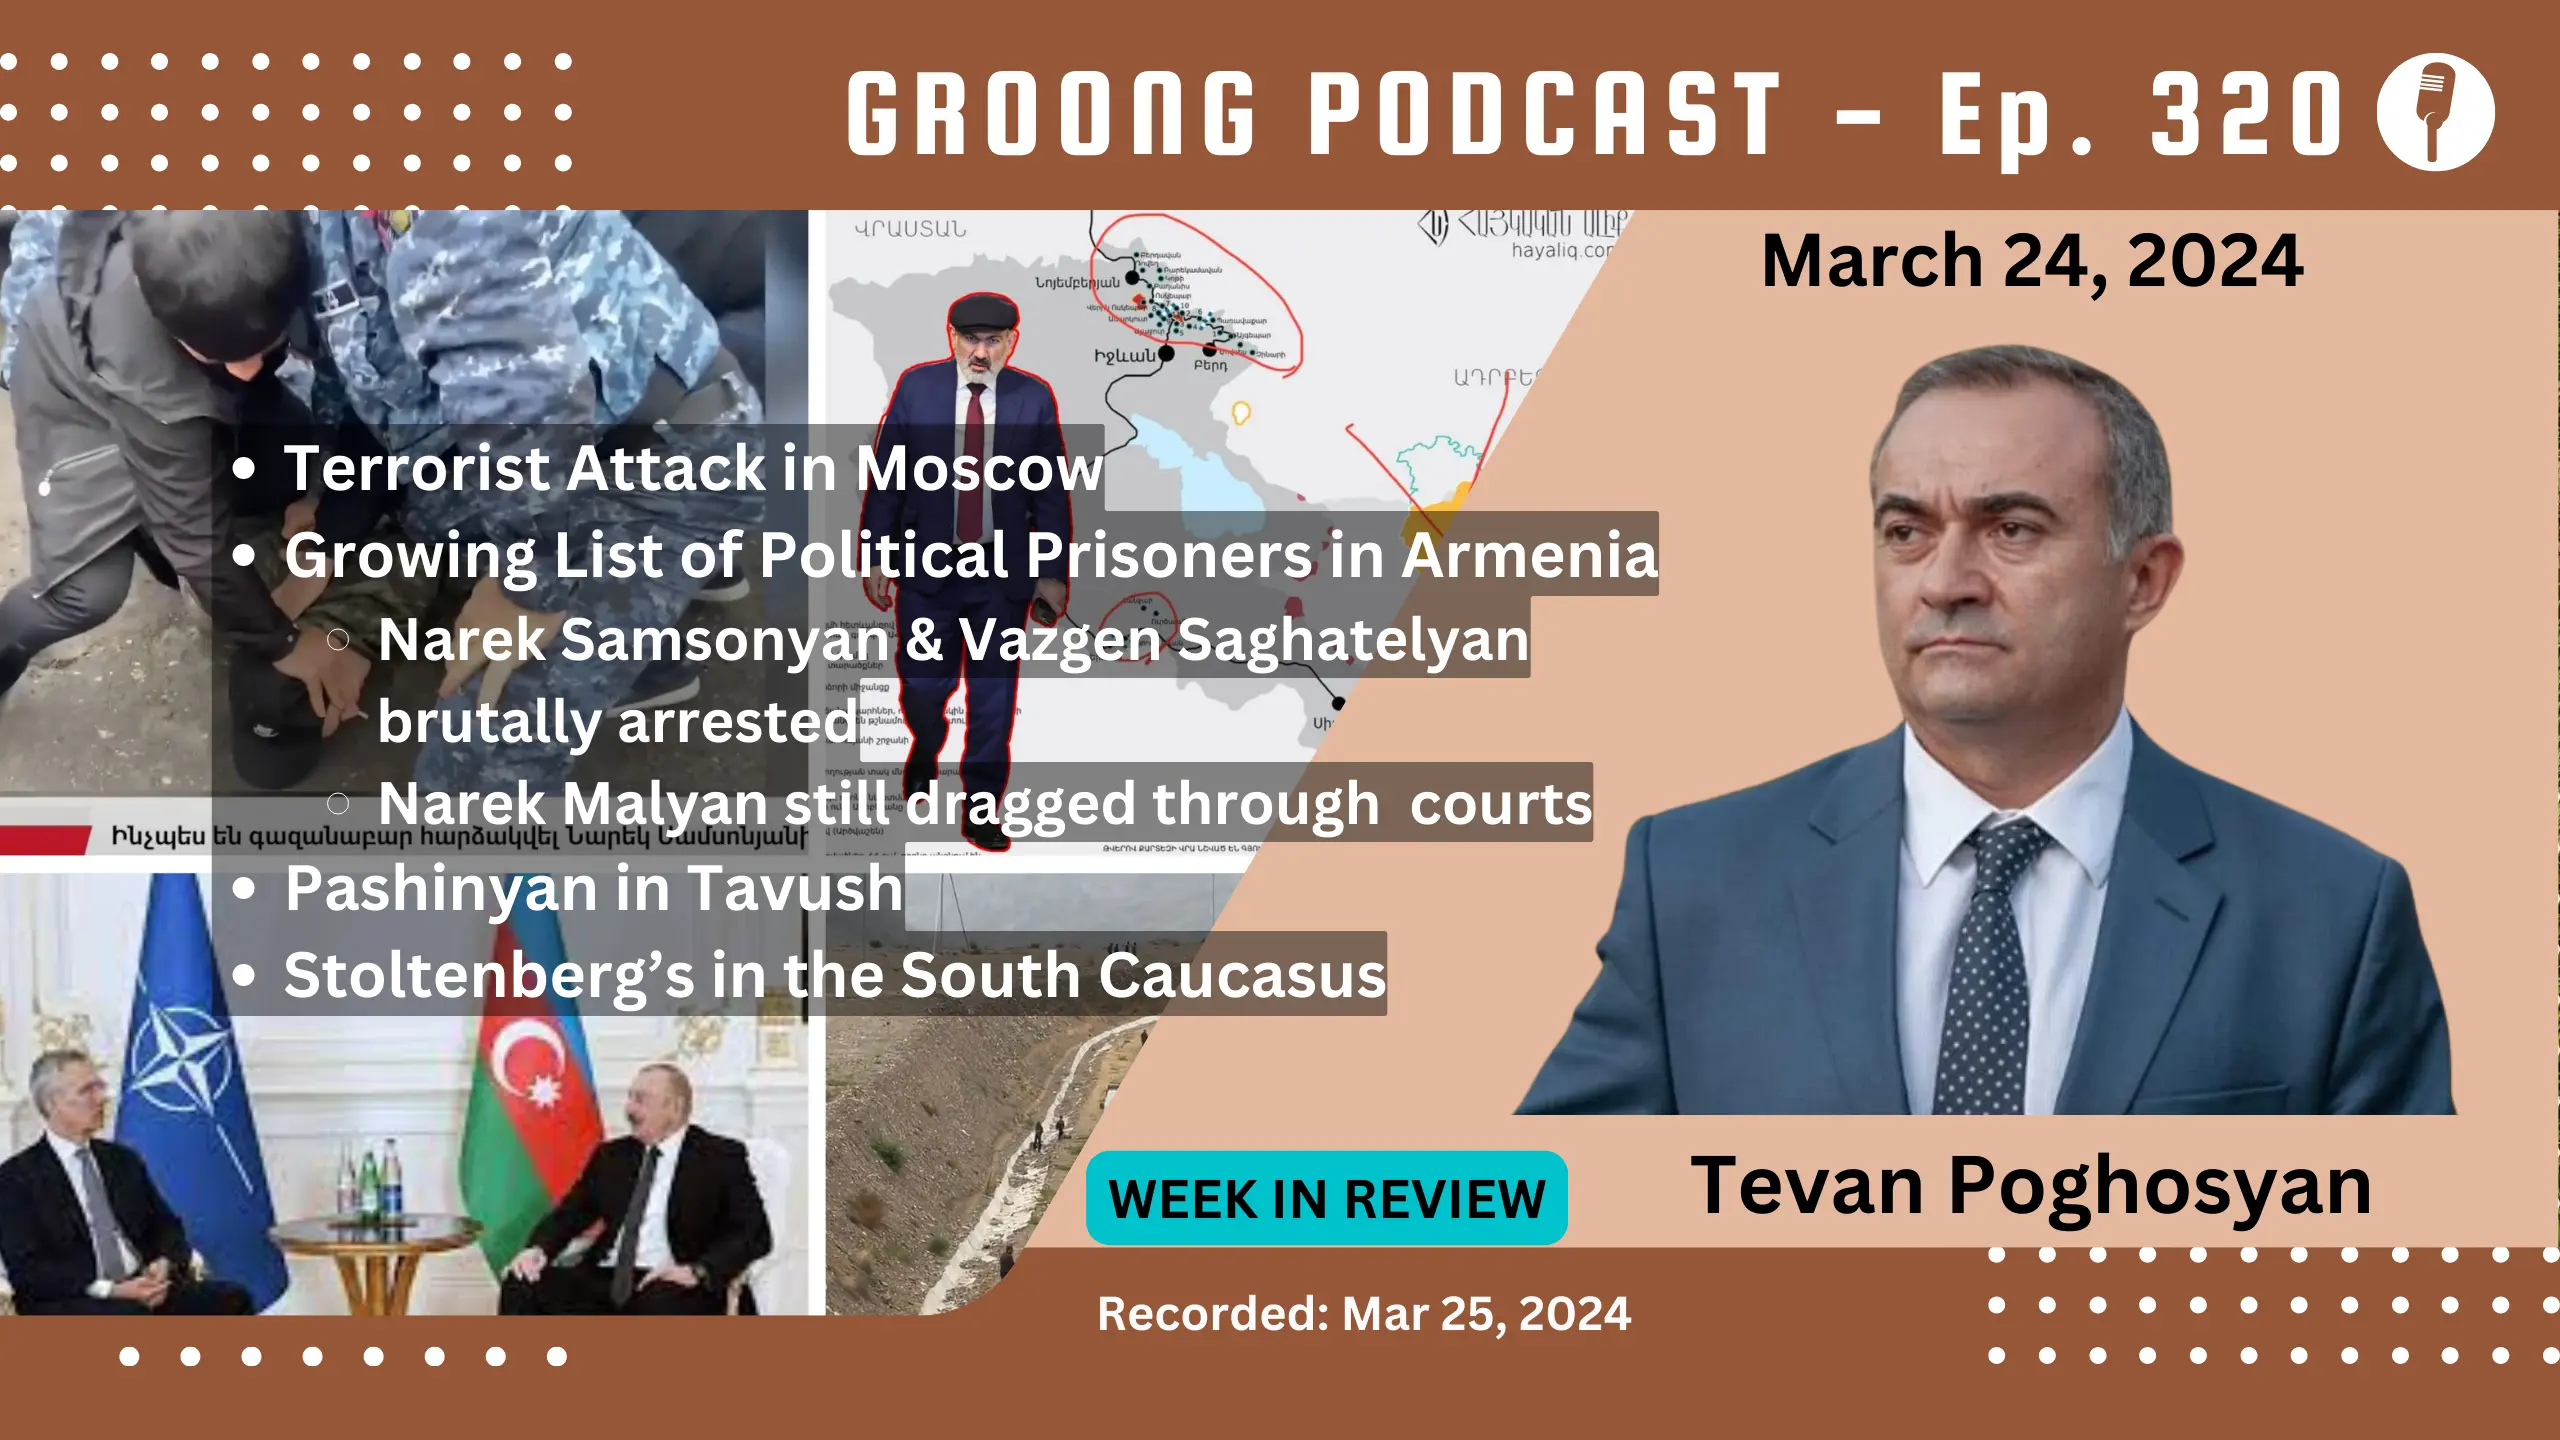 GROONG PODCAST - Ep. 320
March 24, 2024
ՎՐԱՍՏԱՆ
hayaliq.com
Նոյեմբերյան
Իջևան
Բերդ
• Terrorist Attack in Moscow
• Growing List of Political Prisoners in Armenia
○ Narek Samsonyan & Vazgen Saghatelyan
brutally arrested
○ Narek Malyan still dragged through courts
Ինչպես են գազանաբար հարձակվել Նարեկ Սամսոնյանի
• Pashinyan in Tavush
• Stoltenberg’s in the South Caucasus
WEEK IN REVIEW
Tevan Poghosyan
Recorded: Mar 25, 2024